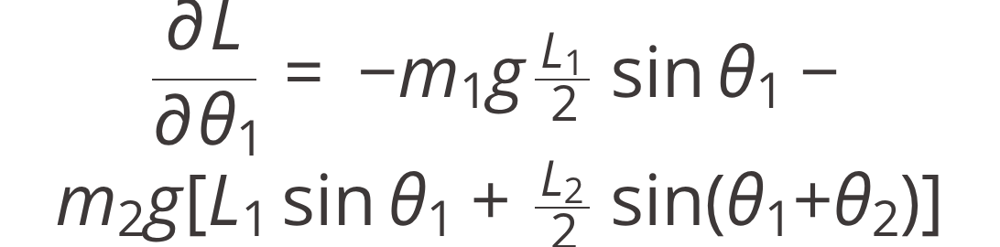 ∂L/∂θ₁ = −m₁g L₁/2 sin θ₁ −
m₂g[L₁ sin θ₁ + L₂/2 sin(θ₁+θ₂)]